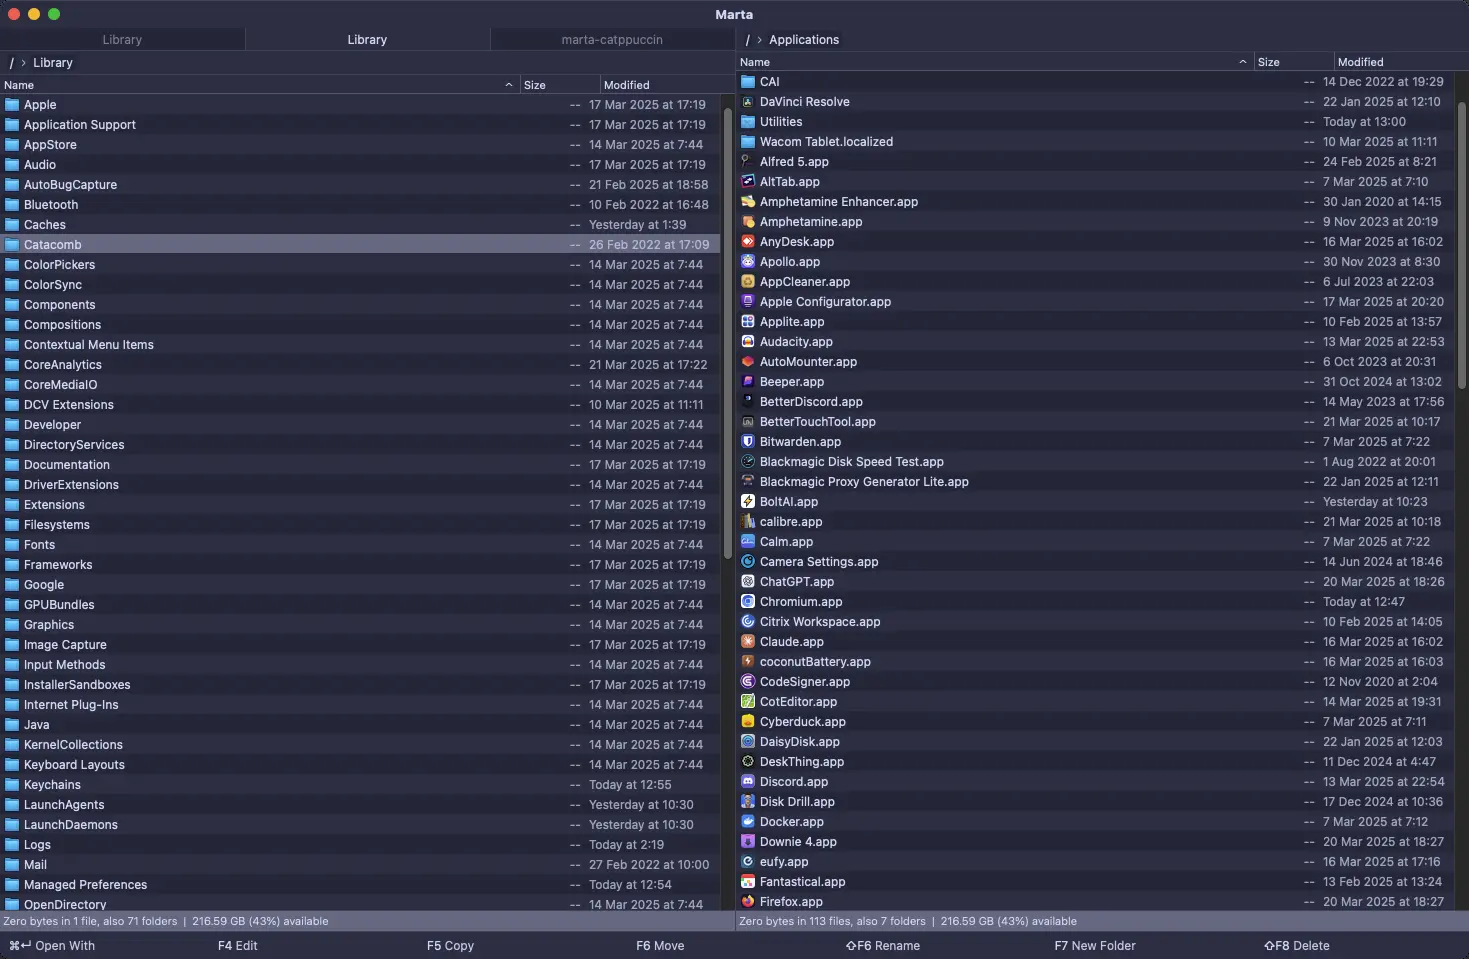 Marta
Library
Library
marta-catppuccin
/ > Library
Name Size Modified
Apple -- 17 Mar 2025 at 17:19
Application Support -- 17 Mar 2025 at 17:19
AppStore -- 14 Mar 2025 at 7:44
Audio -- 17 Mar 2025 at 17:19
AutoBugCapture -- 21 Feb 2022 at 18:58
Bluetooth -- 10 Feb 2022 at 16:48
Caches -- Yesterday at 1:39
Catacomb -- 26 Feb 2022 at 17:09
ColorPickers -- 14 Mar 2025 at 7:44
ColorSync -- 14 Mar 2025 at 7:44
Components -- 14 Mar 2025 at 7:44
Compositions -- 14 Mar 2025 at 7:44
Contextual Menu Items -- 14 Mar 2025 at 7:44
CoreAnalytics -- 21 Mar 2025 at 17:22
CoreMediaIO -- 14 Mar 2025 at 7:44
DCV Extensions -- 10 Mar 2025 at 11:11
Developer -- 14 Mar 2025 at 7:44
DirectoryServices -- 14 Mar 2025 at 7:44
Documentation -- 17 Mar 2025 at 17:19
DriverExtensions -- 14 Mar 2025 at 7:44
Extensions -- 17 Mar 2025 at 17:19
Filesystems -- 17 Mar 2025 at 17:19
Fonts -- 14 Mar 2025 at 7:44
Frameworks -- 17 Mar 2025 at 17:19
Google -- 17 Mar 2025 at 17:19
GPUBundles -- 14 Mar 2025 at 7:44
Graphics -- 14 Mar 2025 at 7:44
Image Capture -- 17 Mar 2025 at 17:19
Input Methods -- 14 Mar 2025 at 7:44
InstallerSandboxes -- 17 Mar 2025 at 17:19
Internet Plug-Ins -- 14 Mar 2025 at 7:44
Java -- 14 Mar 2025 at 7:44
KernelCollections -- 14 Mar 2025 at 7:44
Keyboard Layouts -- 14 Mar 2025 at 7:44
Keychains -- Today at 12:55
LaunchAgents -- Yesterday at 10:30
LaunchDaemons -- Yesterday at 10:30
Logs -- Today at 2:19
Mail -- 27 Feb 2022 at 10:00
Managed Preferences -- Today at 12:54
OpenDirectory -- 14 Mar 2025 at 7:44
Zero bytes in 1 file, also 71 folders | 216.59 GB (43%) available
/ > Applications
Name Size Modified
CAI -- 14 Dec 2022 at 19:29
DaVinci Resolve -- 22 Jan 2025 at 12:10
Utilities -- Today at 13:00
Wacom Tablet.localized -- 10 Mar 2025 at 11:11
Alfred 5.app -- 24 Feb 2025 at 8:21
AltTab.app -- 7 Mar 2025 at 7:10
Amphetamine Enhancer.app -- 30 Jan 2020 at 14:15
Amphetamine.app -- 9 Nov 2023 at 20:19
AnyDesk.app -- 16 Mar 2025 at 16:02
Apollo.app -- 30 Nov 2023 at 8:30
AppCleaner.app -- 6 Jul 2023 at 22:03
Apple Configurator.app -- 17 Mar 2025 at 20:20
Applite.app -- 10 Feb 2025 at 13:57
Audacity.app -- 13 Mar 2025 at 22:53
AutoMounter.app -- 6 Oct 2023 at 20:31
Beeper.app -- 31 Oct 2024 at 13:02
BetterDiscord.app -- 14 May 2023 at 17:56
BetterTouchTool.app -- 21 Mar 2025 at 10:17
Bitwarden.app -- 7 Mar 2025 at 7:22
Blackmagic Disk Speed Test.app -- 1 Aug 2022 at 20:01
Blackmagic Proxy Generator Lite.app -- 22 Jan 2025 at 12:11
BoltAI.app -- Yesterday at 10:23
calibre.app -- 21 Mar 2025 at 10:18
Calm.app -- 7 Mar 2025 at 7:22
Camera Settings.app -- 14 Jun 2024 at 18:46
ChatGPT.app -- 20 Mar 2025 at 18:26
Chromium.app -- Today at 12:47
Citrix Workspace.app -- 10 Feb 2025 at 14:05
Claude.app -- 16 Mar 2025 at 16:02
coconutBattery.app -- 16 Mar 2025 at 16:03
CodeSigner.app -- 12 Nov 2020 at 2:04
CotEditor.app -- 14 Mar 2025 at 19:31
Cyberduck.app -- 7 Mar 2025 at 7:11
DaisyDisk.app -- 22 Jan 2025 at 12:03
DeskThing.app -- 11 Dec 2024 at 4:47
Discord.app -- 13 Mar 2025 at 22:54
Disk Drill.app -- 17 Dec 2024 at 10:36
Docker.app -- 7 Mar 2025 at 7:12
Downie 4.app -- 20 Mar 2025 at 18:27
eufy.app -- 16 Mar 2025 at 17:16
Fantastical.app -- 13 Feb 2025 at 13:24
Firefox.app -- 20 Mar 2025 at 18:27
Zero bytes in 113 files, also 7 folders | 216.59 GB (43%) available
⌘↩ Open With
F4 Edit
F5 Copy
F6 Move
⇧F6 Rename
F7 New Folder
⇧F8 Delete